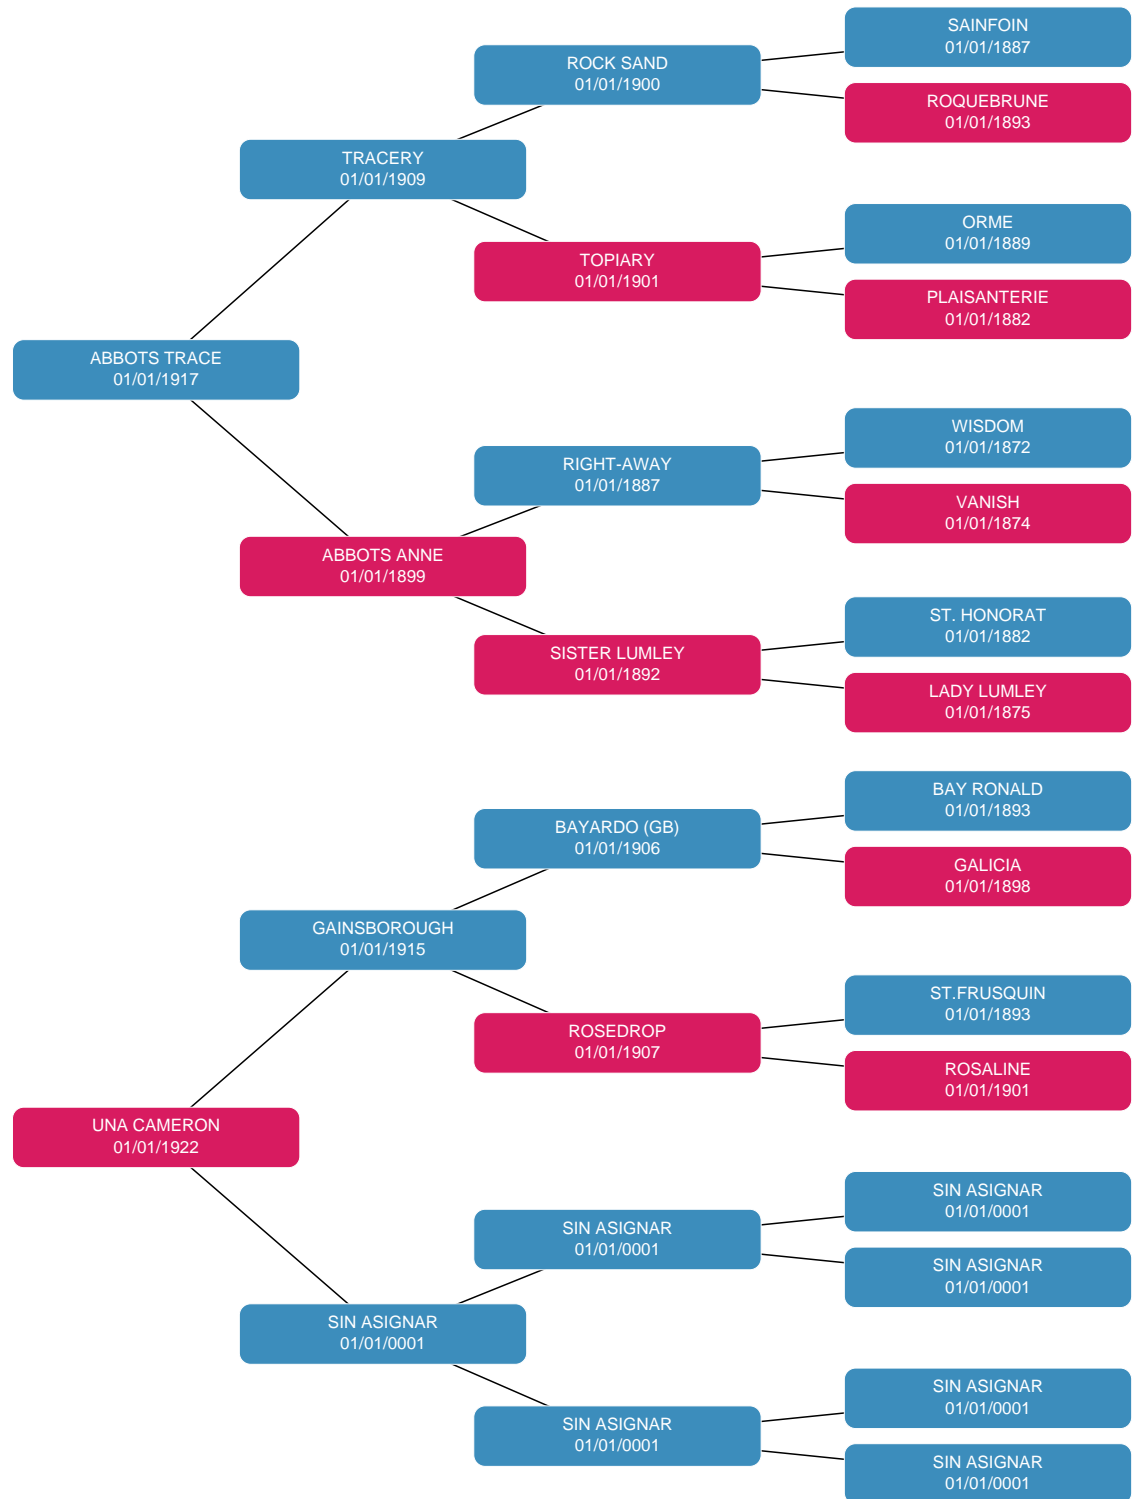 SAINFOIN
01/01/1887
ROCK SAND
01/01/1900
ROQUEBRUNE
01/01/1893
TRACERY
01/01/1909
ORME
01/01/1889
TOPIARY
01/01/1901
PLAISANTERIE
01/01/1882
ABBOTS TRACE
01/01/1917
WISDOM
01/01/1872
RIGHT-AWAY
01/01/1887
VANISH
01/01/1874
ABBOTS ANNE
01/01/1899
ST. HONORAT
01/01/1882
SISTER LUMLEY
01/01/1892
LADY LUMLEY
01/01/1875
BAY RONALD
01/01/1893
BAYARDO (GB)
01/01/1906
GALICIA
01/01/1898
GAINSBOROUGH
01/01/1915
ST.FRUSQUIN
01/01/1893
ROSEDROP
01/01/1907
ROSALINE
01/01/1901
UNA CAMERON
01/01/1922
SIN ASIGNAR
01/01/0001
SIN ASIGNAR
01/01/0001
SIN ASIGNAR
01/01/0001
SIN ASIGNAR
01/01/0001
SIN ASIGNAR
01/01/0001
SIN ASIGNAR
01/01/0001
SIN ASIGNAR
01/01/0001